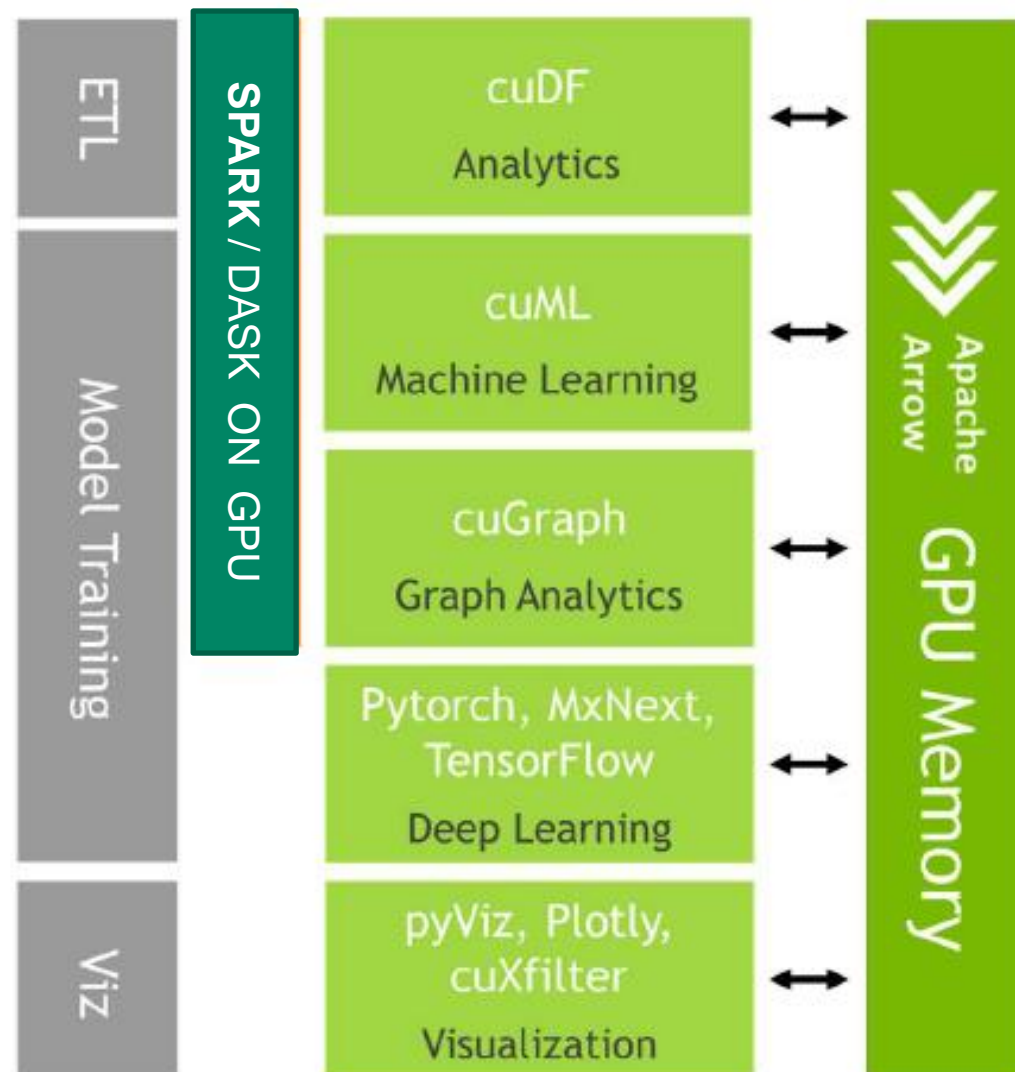 ETL
Model Training
Viz
SPARK / DASK ON GPU
cuDF
Analytics
cuML
Machine Learning
cuGraph
Graph Analytics
Pytorch, MxNext,
TensorFlow
Deep Learning
pyViz, Plotly,
cuXfilter
Visualization
Apache
Arrow
GPU Memory